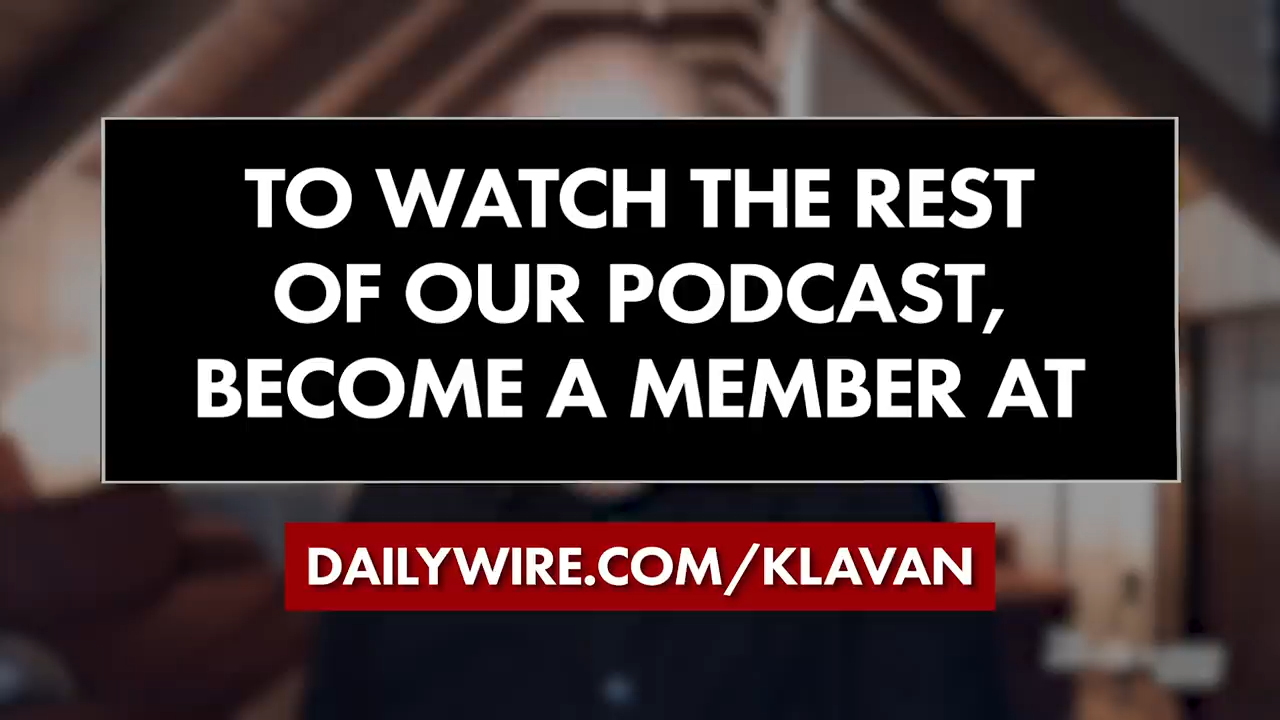 TO WATCH THE REST
OF OUR PODCAST,
BECOME A MEMBER AT
DAILYWIRE.COM/KLAVAN